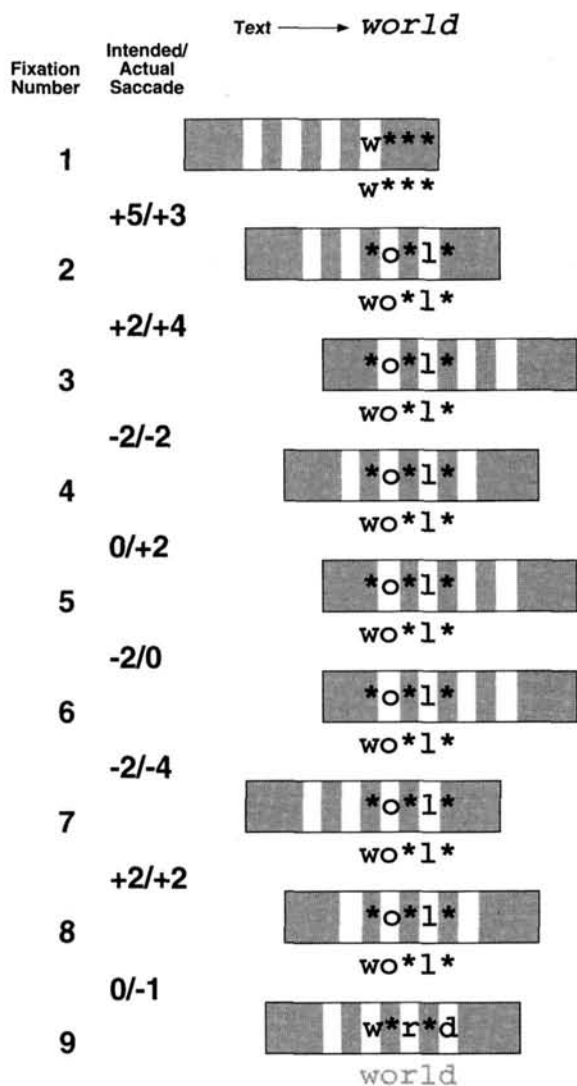 Text → world
Fixation Number
Intended/ Actual Saccade
1
w***
w***
+5/+3
2
*o*l*
wo*l*
+2/+4
3
*o*l*
wo*l*
-2/-2
4
*o*l*
wo*l*
0/+2
5
*o*l*
wo*l*
-2/0
6
*o*l*
wo*l*
-2/-4
7
*o*l*
wo*l*
+2/+2
8
*o*l*
wo*l*
0/-1
9
w*r*d
world